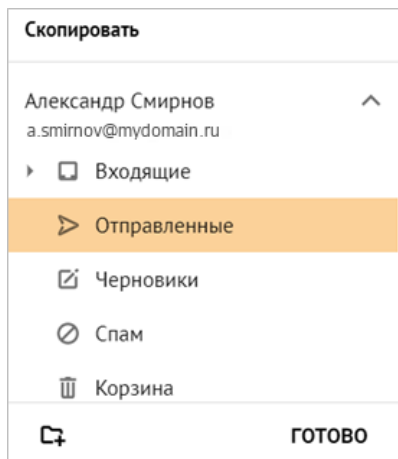 Скопировать
Александр Смирнов
a.smirnov@mydomain.ru
Входящие
Отправленные
Черновики
Спам
Корзина
ГОТОВО